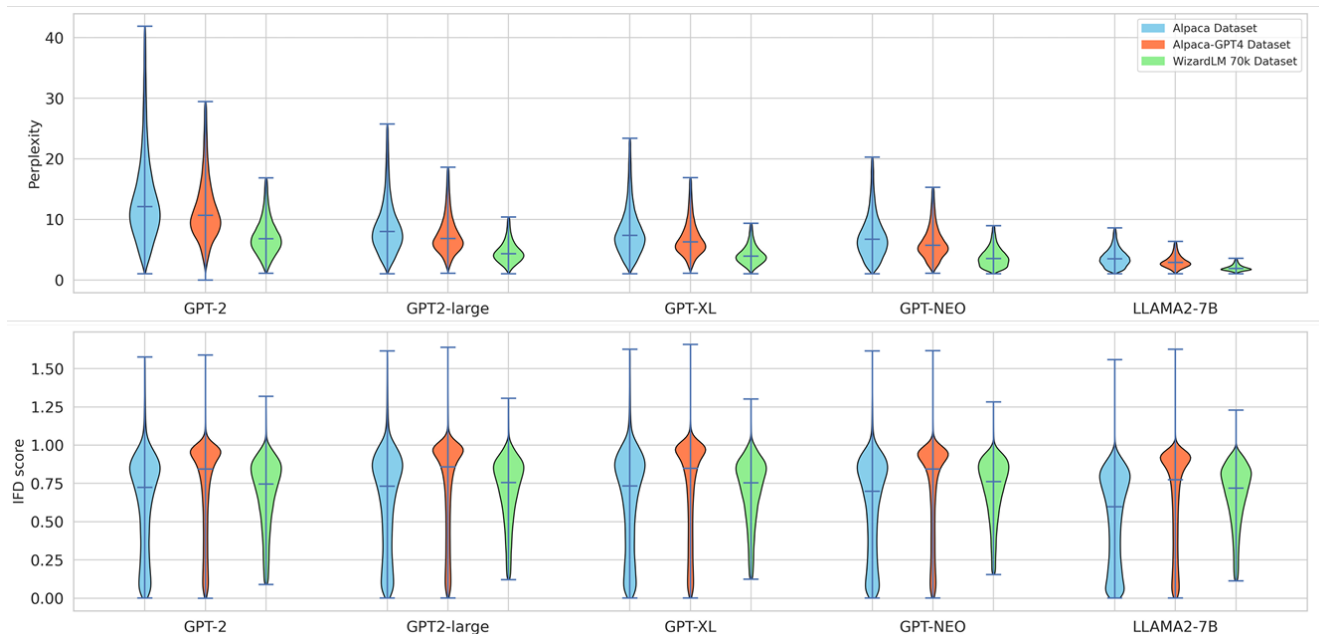 Alpaca Dataset
Alpaca-GPT4 Dataset
WizardLM 70k Dataset
Perplexity
40
30
20
10
0
GPT-2 GPT2-large GPT-XL GPT-NEO LLAMA2-7B
IFD score
1.50
1.25
1.00
0.75
0.50
0.25
0.00
GPT-2 GPT2-large GPT-XL GPT-NEO LLAMA2-7B